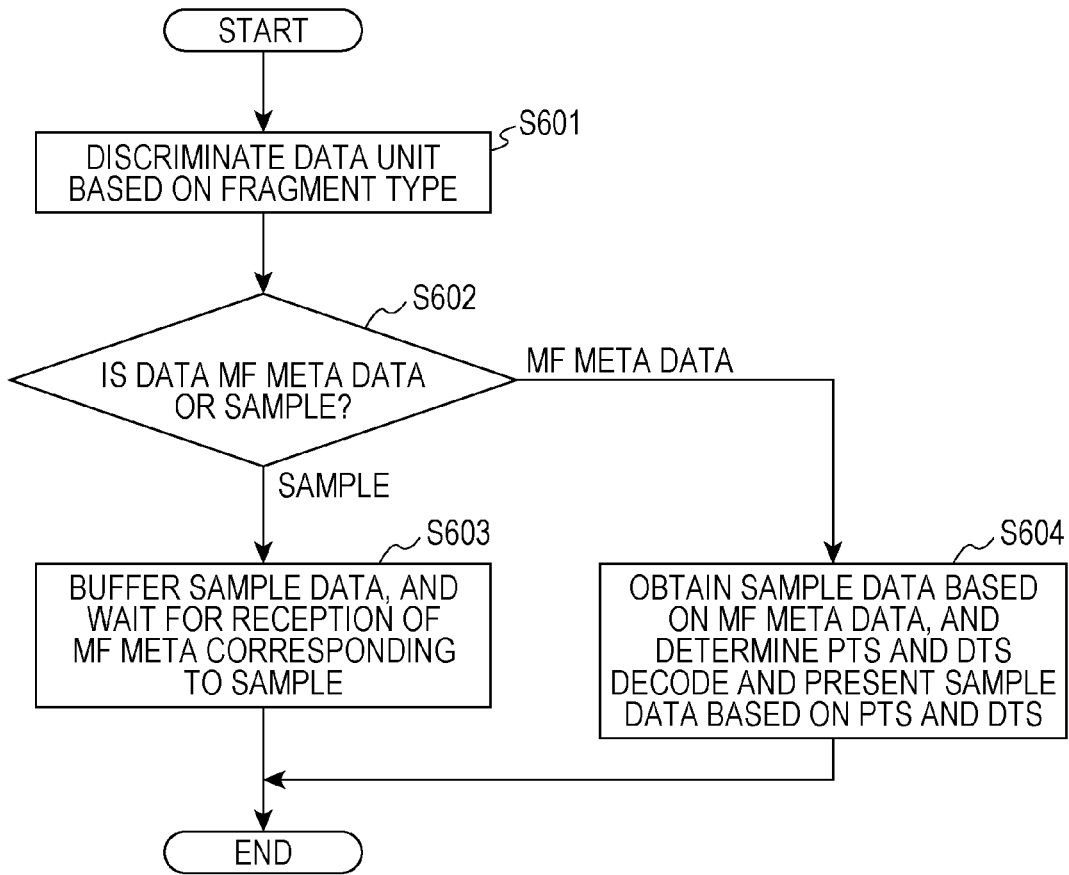 START
S601
DISCRIMINATE DATA UNIT
BASED ON FRAGMENT TYPE
S602
IS DATA MF META DATA
OR SAMPLE?
MF META DATA
SAMPLE
S603
BUFFER SAMPLE DATA, AND
WAIT FOR RECEPTION OF
MF META CORRESPONDING
TO SAMPLE
S604
OBTAIN SAMPLE DATA BASED
ON MF META DATA, AND
DETERMINE PTS AND DTS
DECODE AND PRESENT SAMPLE
DATA BASED ON PTS AND DTS
END